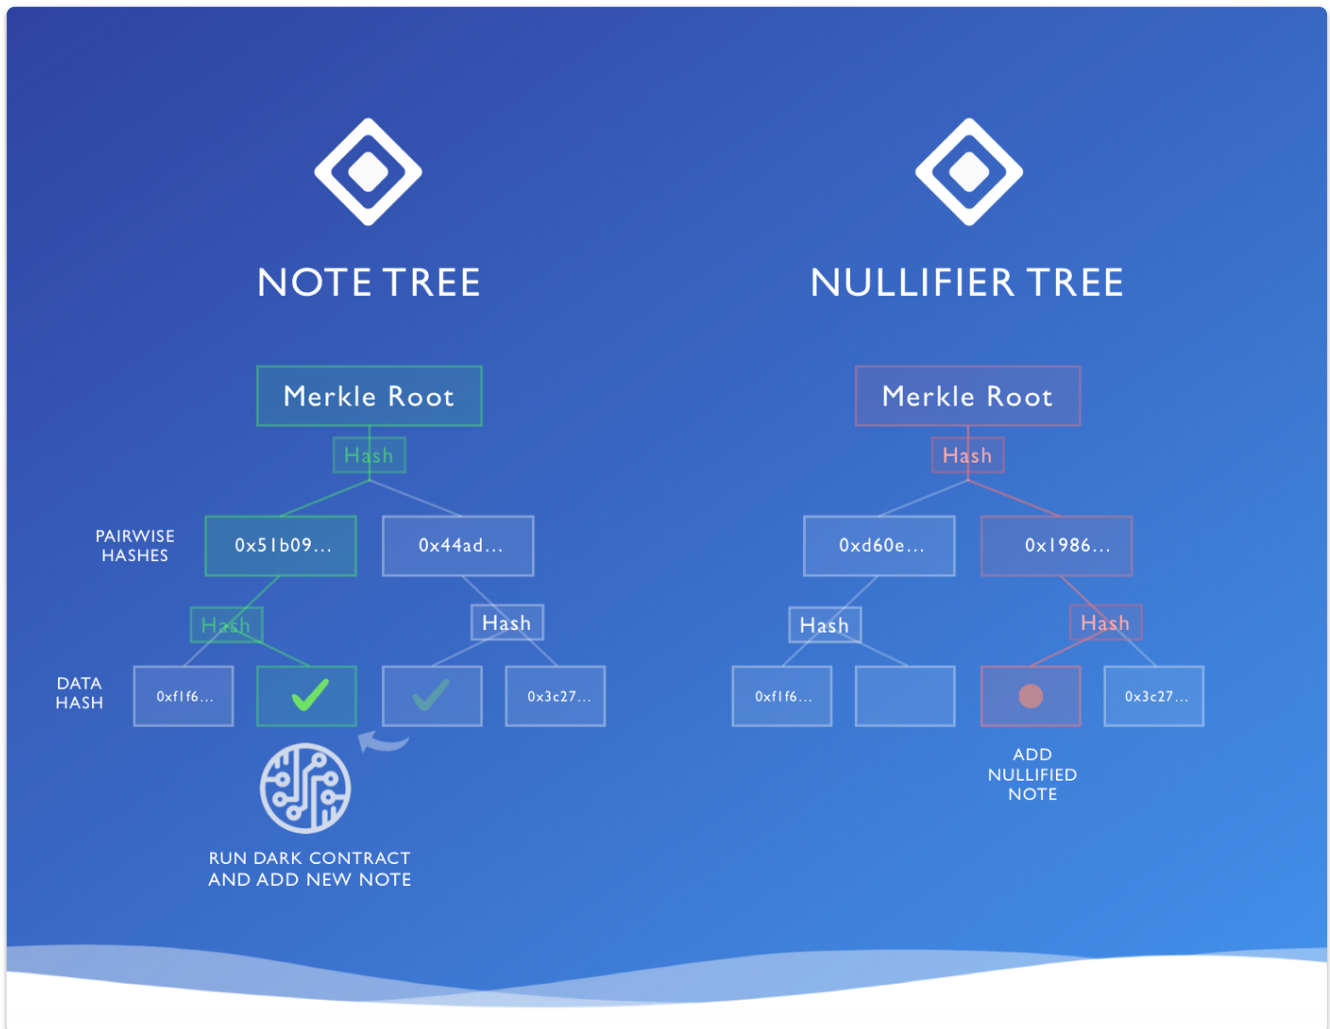 NOTE TREE
NULLIFIER TREE
Merkle Root
Merkle Root
Hash
Hash
PAIRWISE
HASHES
0x51b09...
0x44ad...
0xd60e...
0x1986...
Hash
Hash
Hash
Hash
DATA
HASH
0xf1f6...
0x3c27...
0xf1f6...
0x3c27...
ADD
NULLIFIED
NOTE
RUN DARK CONTRACT
AND ADD NEW NOTE